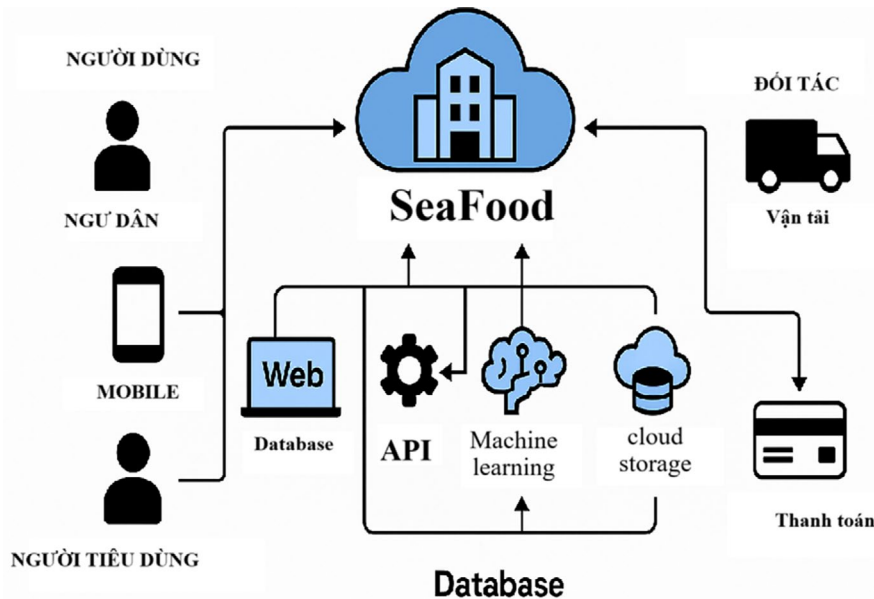 NGƯỜI DÙNG
NGƯ DÂN
MOBILE
NGƯỜI TIÊU DÙNG
SeaFood
Web
Database
API
Machine
learning
cloud
storage
Database
ĐỐI TÁC
Vận tải
Thanh toán